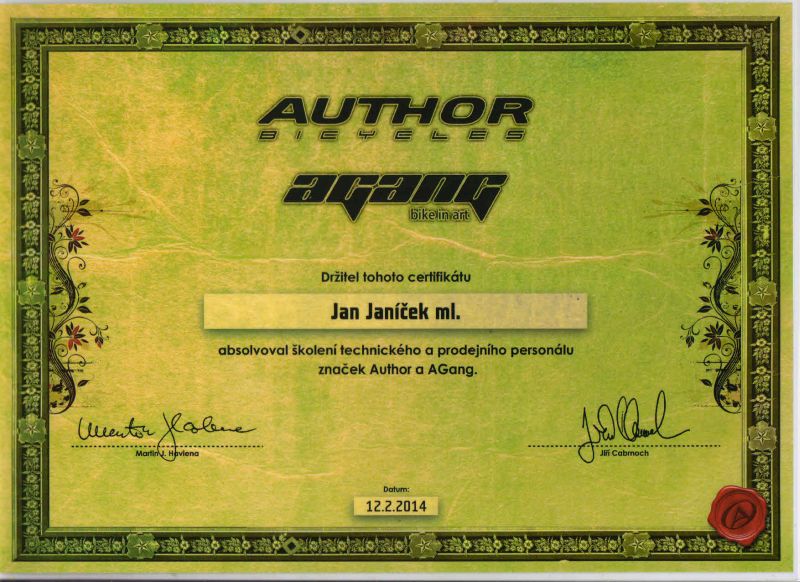 AUTHOR
BICYCLES
aGang
bike in art
Držitel tohoto certifikátu
Jan Janíček ml.
absolvoval školení technického a prodejního personálu
značek Author a AGang.
Martin J. Havlena
Jiří Cabrnoch
Datum:
12.2.2014